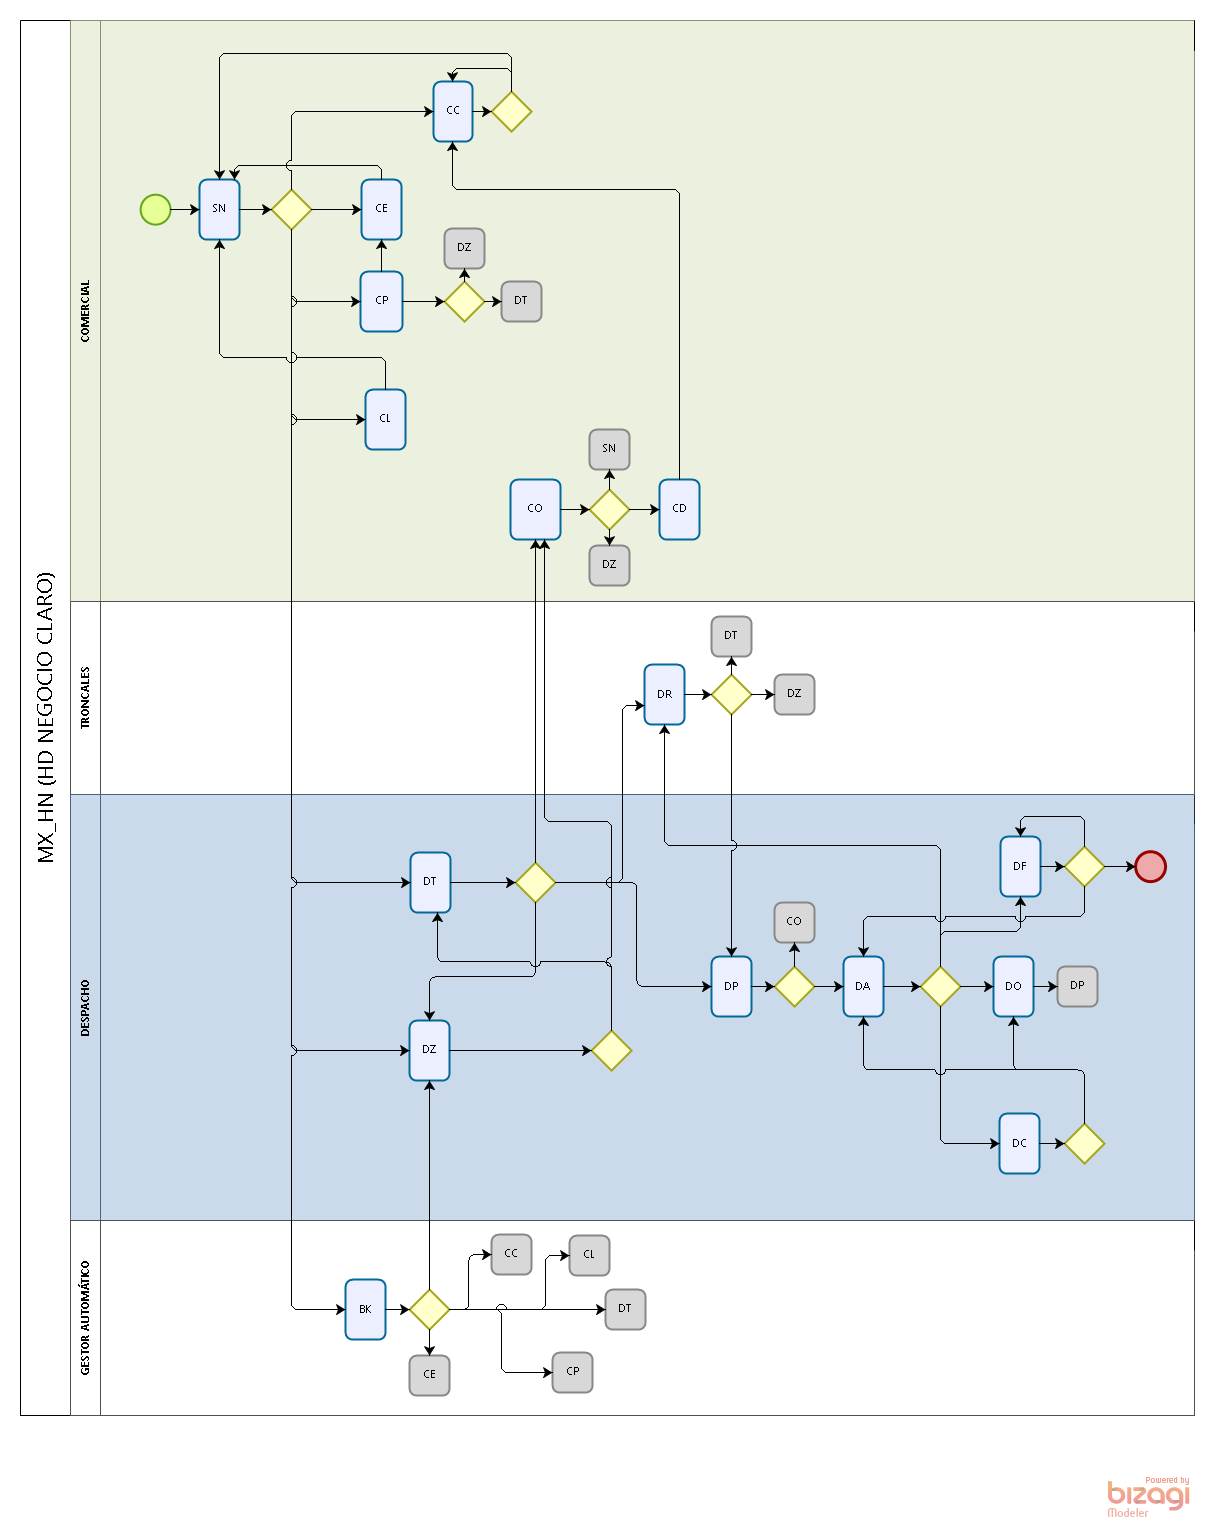 MX_HN (HD NEGOCIO CLARO)
COMERCIAL
CC
SN
CE
DZ
CP
DT
CL
SN
CO
CD
DZ
TRONCALES
DT
DR
DZ
DESPACHO
DF
DT
CO
DP
DA
DO
DP
DZ
DC
GESTOR AUTOMÁTICO
CC
CL
BK
DT
CE
CP
Powered by
bizagi
Modeler